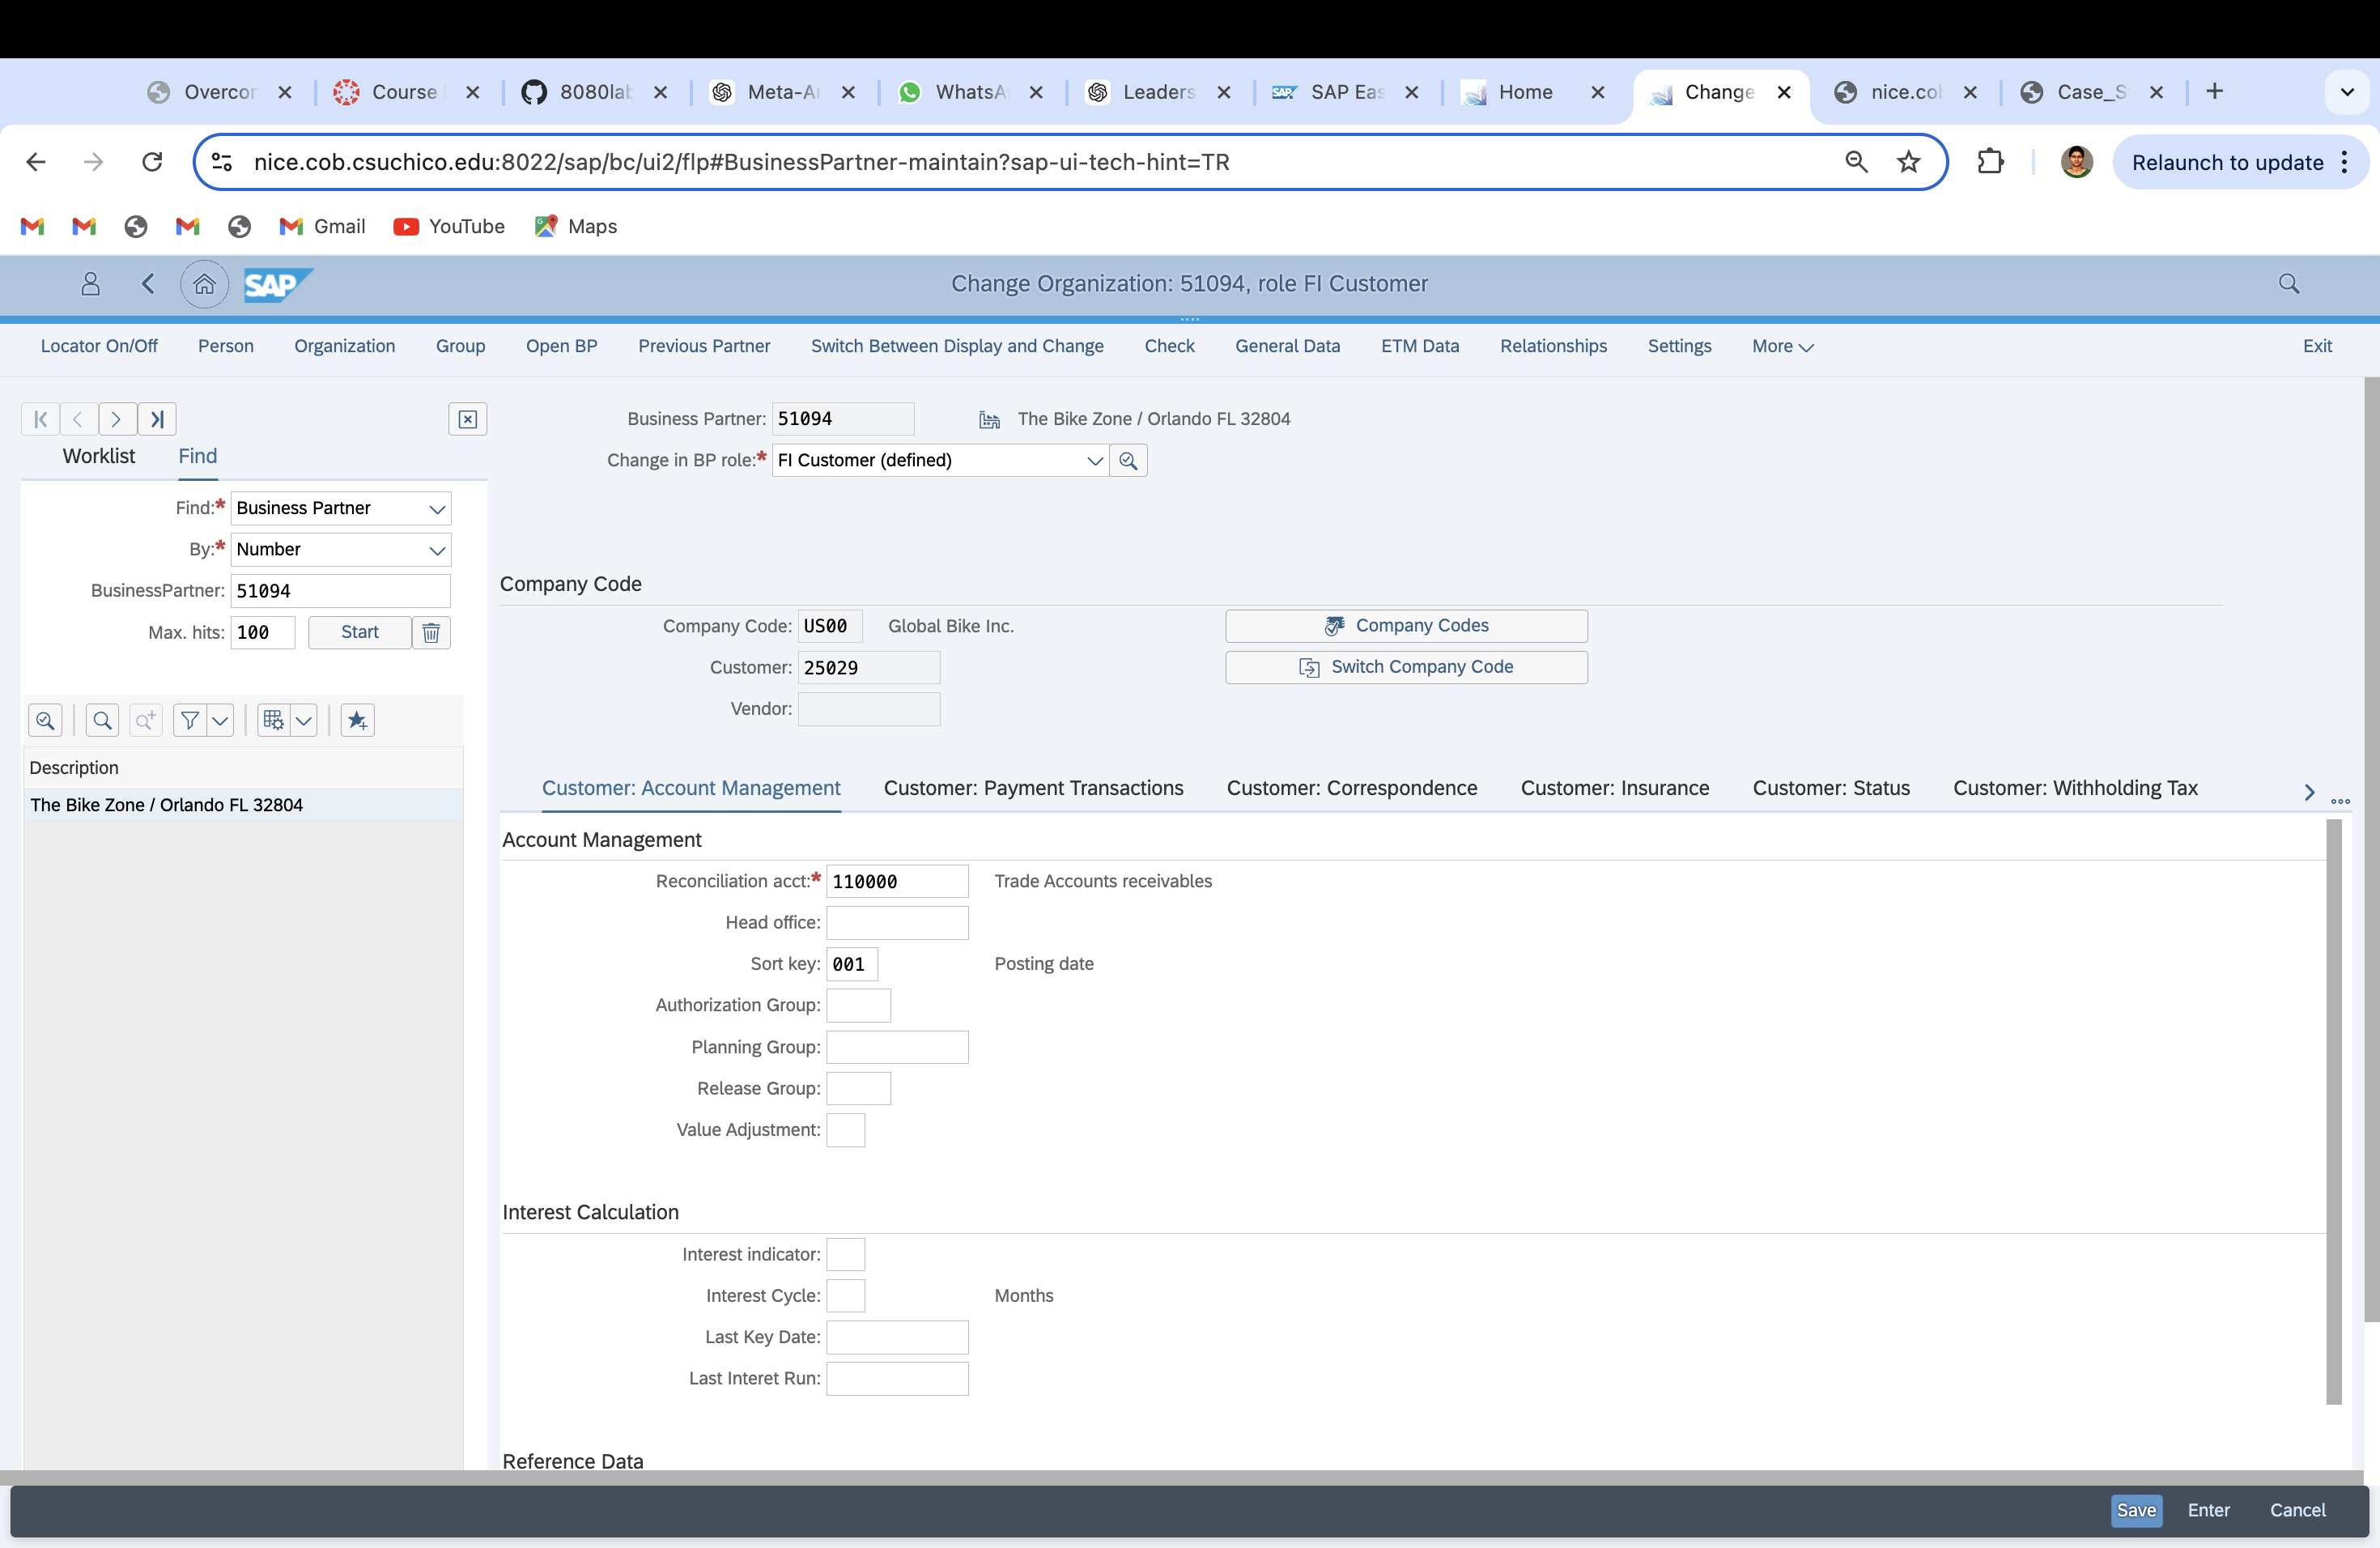 Overcor
Course
8080lab
Meta-Ar
WhatsA
Leaders
SAP Eas
Home
Change
nice.col
Case_S
nice.cob.csuchico.edu:8022/sap/bc/ui2/flp#BusinessPartner-maintain?sap-ui-tech-hint=TR
Relaunch to update
Gmail
YouTube
Maps
SAP
Change Organization: 51094, role FI Customer
Locator On/Off Person Organization Group Open BP Previous Partner Switch Between Display and Change Check General Data ETM Data Relationships Settings More Exit
Worklist Find
Find:* Business Partner
By:* Number
BusinessPartner: 51094
Max. hits: 100 Start
Description
The Bike Zone / Orlando FL 32804
Business Partner: 51094 The Bike Zone / Orlando FL 32804
Change in BP role:* FI Customer (defined)
Company Code
Company Code: US00 Global Bike Inc. Company Codes
Customer: 25029 Switch Company Code
Vendor:
Customer: Account Management Customer: Payment Transactions Customer: Correspondence Customer: Insurance Customer: Status Customer: Withholding Tax
Account Management
Reconciliation acct:* 110000 Trade Accounts receivables
Head office:
Sort key: 001 Posting date
Authorization Group:
Planning Group:
Release Group:
Value Adjustment:
Interest Calculation
Interest indicator:
Interest Cycle: Months
Last Key Date:
Last Interet Run:
Reference Data
Save Enter Cancel